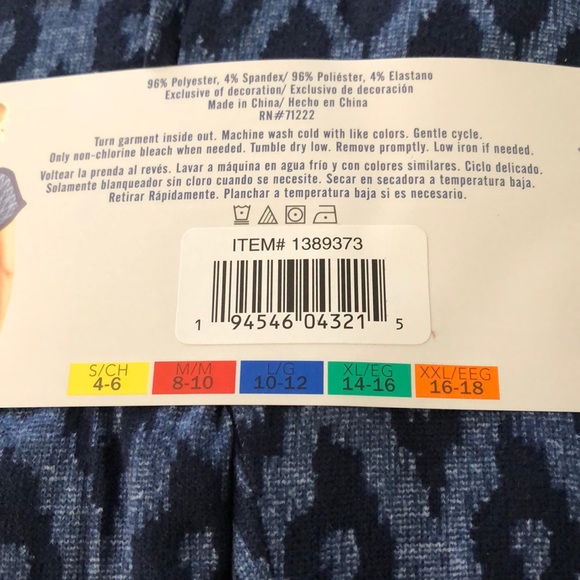 96% Polyester, 4% Spandex/ 96% Poliéster, 4% Elastano
Exclusive of decoration/ Exclusivo de decoración
Made in China/ Hecho en China
RN#71222
Turn garment inside out. Machine wash cold with like colors. Gentle cycle.
Only non-chlorine bleach when needed. Tumble dry low. Remove promptly. Low iron if needed.
Voltear la prenda al revés. Lavar a máquina en agua frío y con colores similares. Ciclo delicado.
Solamente blanqueador sin cloro cuando se necesite. Secar en secadora a temperatura baja.
Retirar Rápidamente. Planchar a temperatura baja si es necesario.
ITEM# 1389373
1 94546 04321 5
S/CH M/M L/G XL/EG XXL/EEG
4-6 8-10 10-12 14-16 16-18